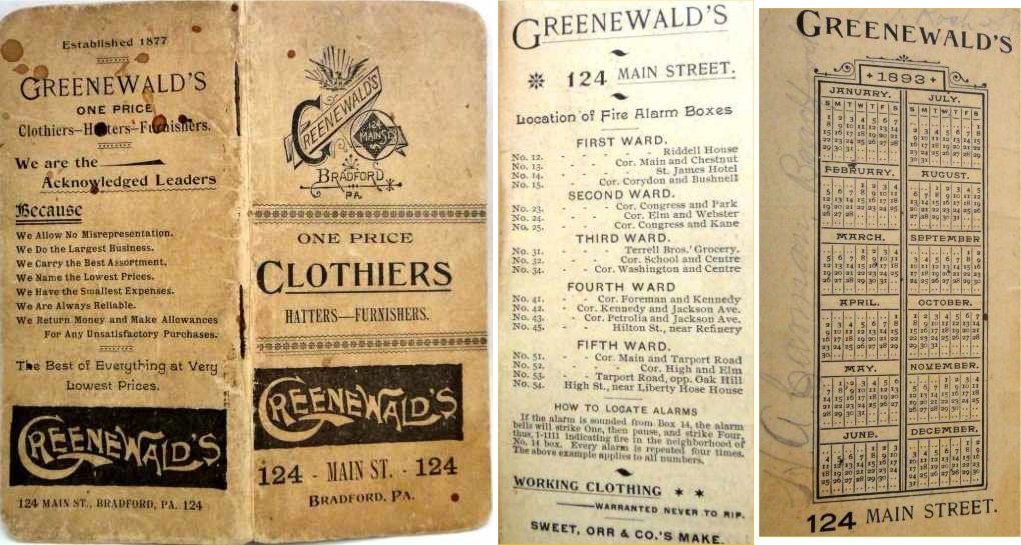 Established 1877
GREENEWALD'S
ONE PRICE
Clothiers-Hatters-Furnishers.
We are the
Acknowledged Leaders
Because
We Allow No Misrepresentation.
We Do the Largest Business.
We Carry the Best Assortment.
We Name the Lowest Prices.
We Have the Smallest Expenses.
We Are Always Reliable.
We Return Money and Make Allowances
For Any Unsatisfactory Purchases.
The Best of Everything at Very
Lowest Prices.
GREENEWALD'S
124 MAIN ST., BRADFORD, PA. 124
GREENEWALD'S
124
MAIN ST.
BRADFORD
PA.
ONE PRICE
CLOTHIERS
HATTERS—FURNISHERS.
GREENEWALD'S
124 - MAIN ST. - 124
BRADFORD, PA.
GREENEWALD'S
124 MAIN STREET.
Location of Fire Alarm Boxes
FIRST WARD.
No. 12. - - - - Riddell House
No. 13. - - Cor. Main and Chestnut
No. 14. - - - - St. James Hotel
No. 15. - - Cor. Corydon and Bushnell
SECOND WARD.
No. 23. - - Cor. Congress and Park
No. 24. - - - Cor. Elm and Webster
No. 25. - - Cor. Congress and Kane
THIRD WARD.
No. 31. - - - Terrell Bros.' Grocery.
No. 32. - - Cor. School and Centre
No. 34. - - Cor. Washington and Centre
FOURTH WARD
No. 41. - - Cor. Foreman and Kennedy
No. 42. - Cor. Kennedy and Jackson Ave.
No. 43. - Cor. Petrolia and Jackson Ave.
No. 45. - - Hilton St., near Refinery
FIFTH WARD.
No. 51. - - Cor. Main and Tarport Road
No. 52. - - - Cor. High and Elm
No. 53. - Tarport Road, opp. Oak Hill
No. 54. High St., near Liberty Hose House
HOW TO LOCATE ALARMS
If the alarm is sounded from Box 14, the alarm
bells will strike One, then pause, and strike Four,
thus, 1-1111 indicating fire in the neighborhood of
No. 14 box. Every alarm is repeated four times.
The above example applies to all numbers.
WORKING CLOTHING
WARRANTED NEVER TO RIP.
SWEET, ORR & CO.'S MAKE.
GREENEWALD'S
1893
JANUARY. JULY.
S M T W T F S S M T W T F S
FEBRUARY. AUGUST.
MARCH. SEPTEMBER
APRIL. OCTOBER.
MAY. NOVEMBER.
JUNE. DECEMBER.
124 MAIN STREET.